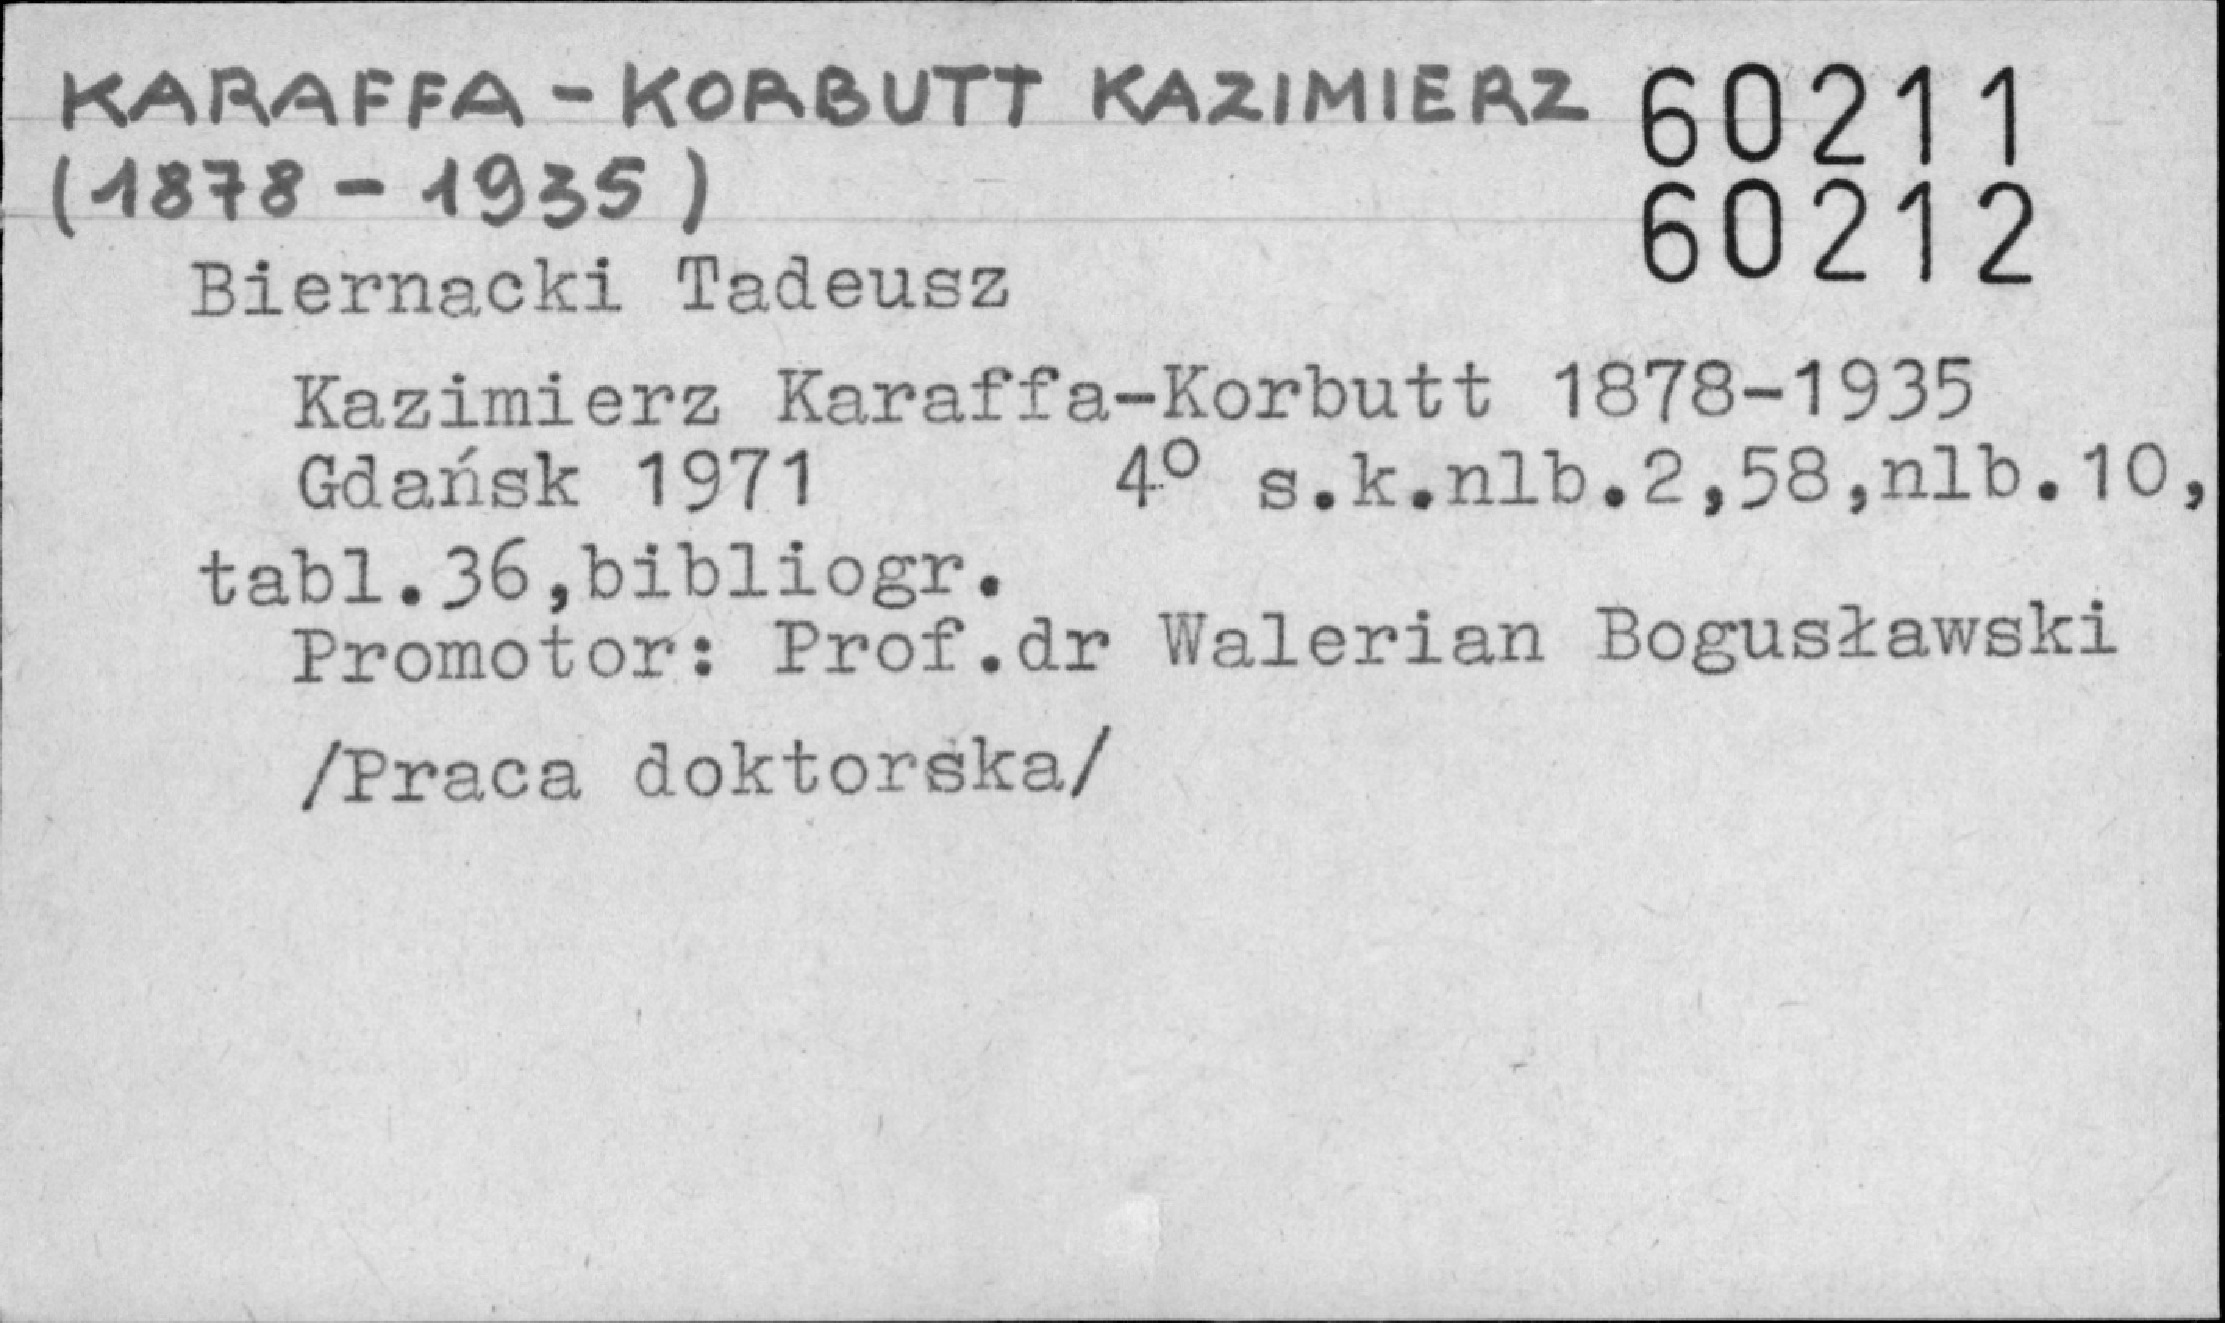 KARAFFA-KORBUTT KAZIMIERZ 60211
(1878-1935) 60212
Biernacki Tadeusz
Kazimierz Karaffa-Korbutt 1878-1935
Gdańsk 1971 4º s.k.nlb.2,58,nlb.10,
tabl.36,bibliogr.
Promotor: Prof.dr Walerian Bogusławski
/Praca doktorska/